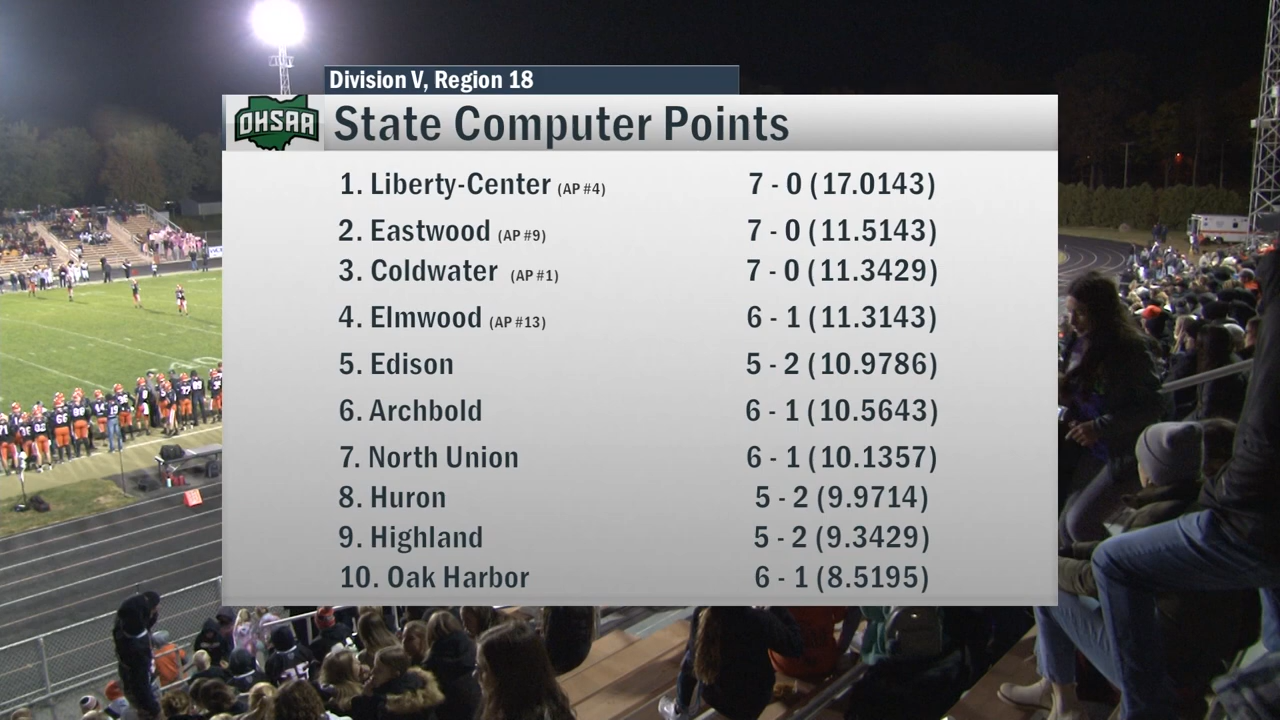 Division V, Region 18
OHSAA State Computer Points
1. Liberty-Center (AP #4) 7 - 0 (17.0143)
2. Eastwood (AP #9) 7 - 0 (11.5143)
3. Coldwater (AP #1) 7 - 0 (11.3429)
4. Elmwood (AP #13) 6 - 1 (11.3143)
5. Edison 5 - 2 (10.9786)
6. Archbold 6 - 1 (10.5643)
7. North Union 6 - 1 (10.1357)
8. Huron 5 - 2 (9.9714)
9. Highland 5 - 2 (9.3429)
10. Oak Harbor 6 - 1 (8.5195)